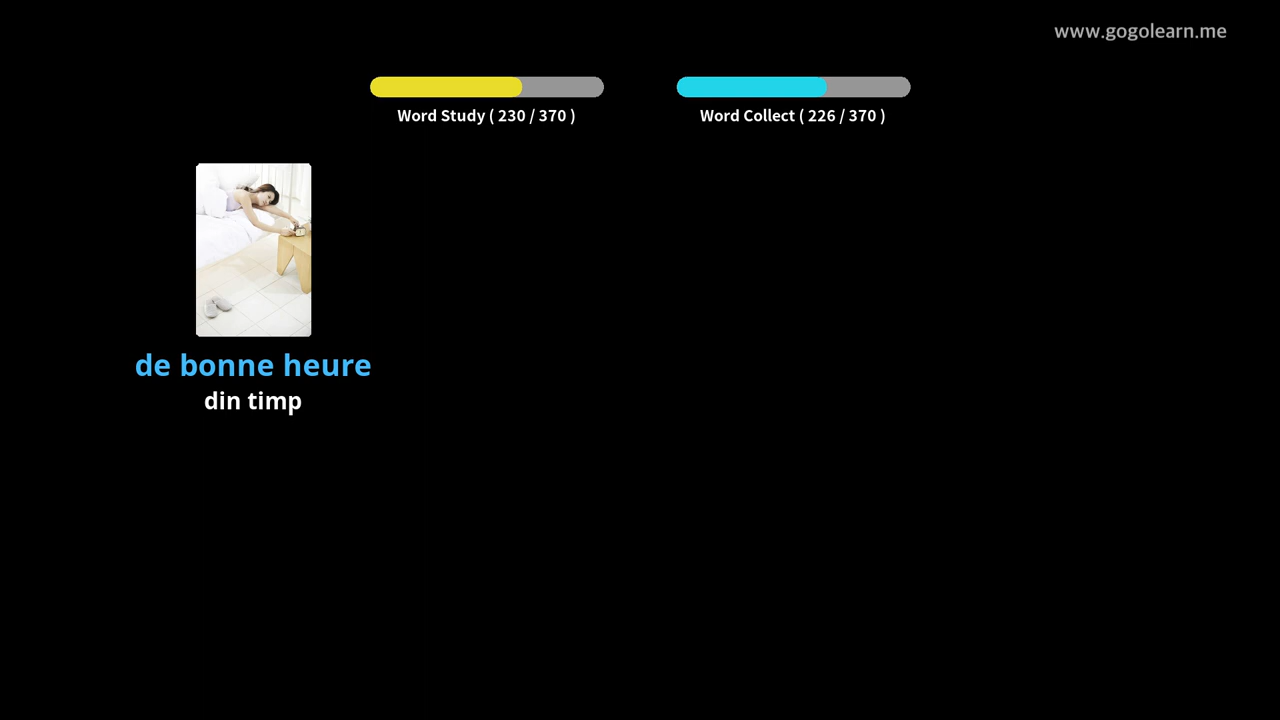 www.gogolearn.me
Word Study ( 230 / 370 )
Word Collect ( 226 / 370 )
de bonne heure
din timp